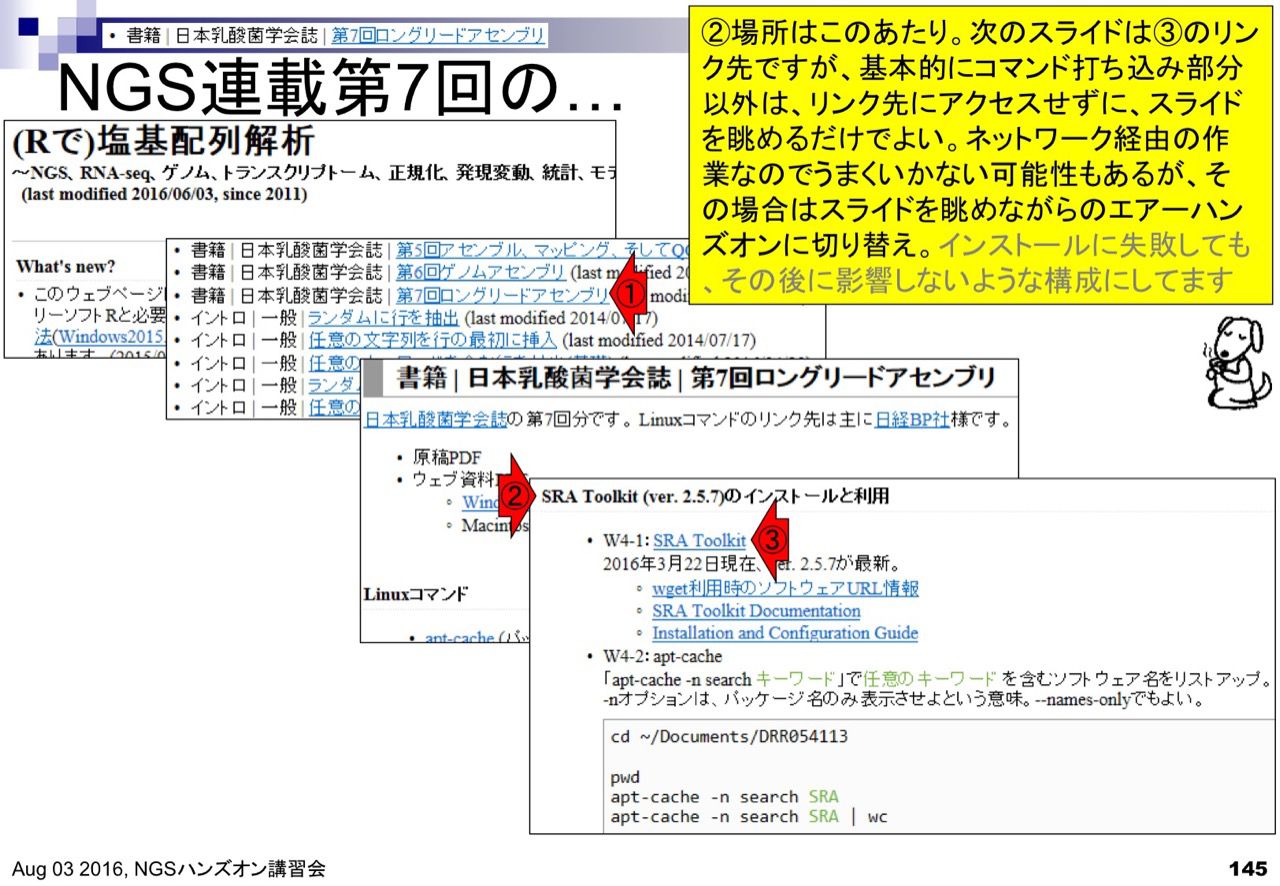 • 書籍 | 日本乳酸菌学会誌 | 第7回ロングリードアセンブリ
NGS連載第7回の…
②場所はこのあたり。次のスライドは③のリン
ク先ですが、基本的にコマンド打ち込み部分
以外は、リンク先にアクセスせずに、スライド
を眺めるだけでよい。ネットワーク経由の作
業なのでうまくいかない可能性もあるが、そ
の場合はスライドを眺めながらのエアーハン
ズオンに切り替え。インストールに失敗しても
、その後に影響しないような構成にしてます
(Rで)塩基配列解析
～NGS、RNA-seq、ゲノム、トランスクリプトーム、正規化、発現変動、統計、モデ
(last modified 2016/06/03, since 2011)
What's new?
• このウェブページ
リーソフトRと必要
法(Windows2015.
• 書籍 | 日本乳酸菌学会誌 | 第5回アセンブル、マッピング、そしてQC
• 書籍 | 日本乳酸菌学会誌 | 第6回ゲノムアセンブリ (last modified 20
• 書籍 | 日本乳酸菌学会誌 | 第7回ロングリードアセンブリ ① modi
• イントロ | 一般 | ランダムに行を抽出 (last modified 2014/07/17)
• イントロ | 一般 | 任意の文字列を行の最初に挿入 (last modified 2014/07/17)
• イントロ | 一般 | 任意の
• イントロ | 一般 | ランダ
• イントロ | 一般 | 任意の
書籍 | 日本乳酸菌学会誌 | 第7回ロングリードアセンブリ
日本乳酸菌学会誌の第7回分です。Linuxコマンドのリンク先は主に日経BP社様です。
• 原稿PDF
• ウェブ資料
◦ Wind
◦ Macintos
Linuxコマンド
• apt-cache (パッ
② SRA Toolkit (ver. 2.5.7)のインストールと利用
• W4-1: SRA Toolkit ③
2016年3月22日現在、ver. 2.5.7が最新。
◦ wget利用時のソフトウェアURL情報
◦ SRA Toolkit Documentation
◦ Installation and Configuration Guide
• W4-2: apt-cache
「apt-cache -n search キーワード」で任意のキーワード を含むソフトウェア名をリストアップ。
-nオプションは、パッケージ名のみ表示させよという意味。--names-onlyでもよい。
cd ~/Documents/DRR054113
pwd
apt-cache -n search SRA
apt-cache -n search SRA | wc
Aug 03 2016, NGSハンズオン講習会
145